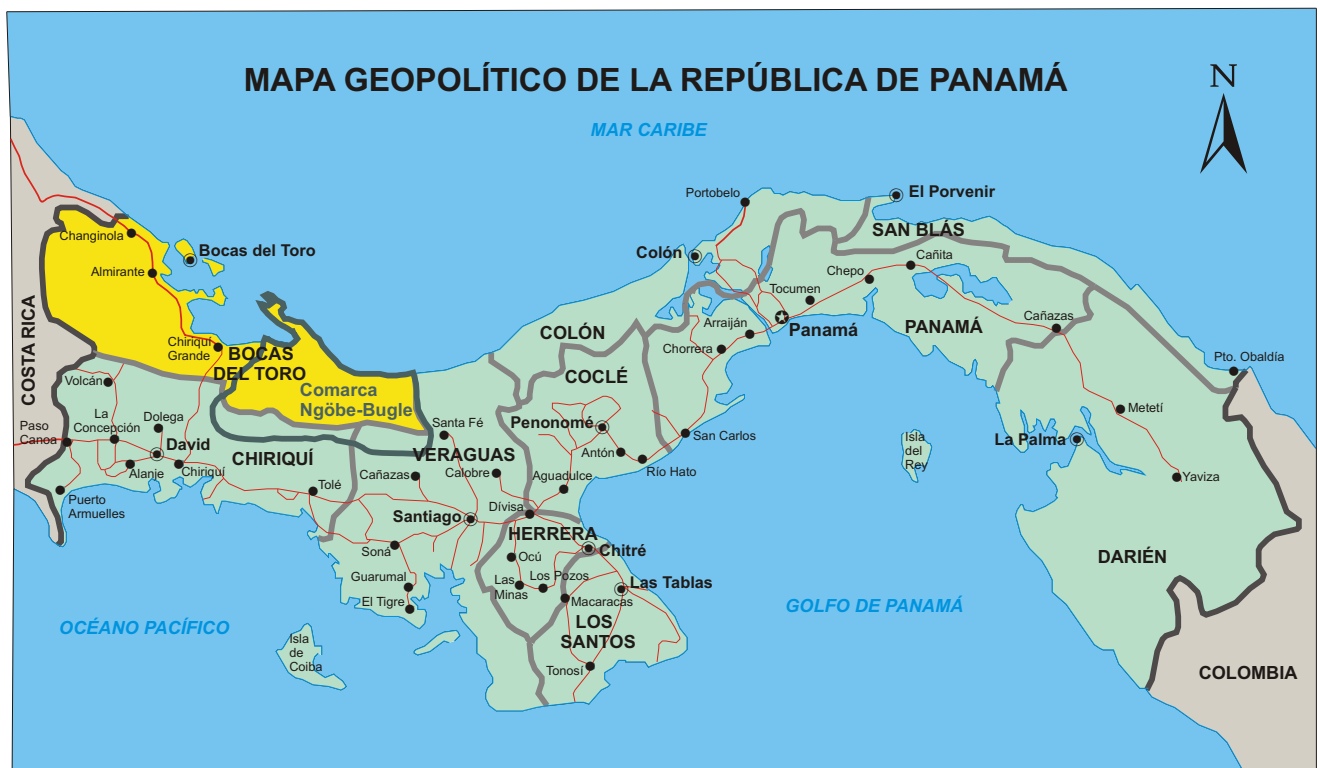 MAPA GEOPOLÍTICO DE LA REPÚBLICA DE PANAMÁ
N
MAR CARIBE
Portobelo
El Porvenir
Changinola
SAN BLÁS
Bocas del Toro
Colón
Cañita
Almirante
Chepo
Tocumen
COSTA RICA
Arraiján
Panamá
PANAMÁ
Cañazas
COLÓN
Chiriquí
Grande
Chorrera
BOCAS
DEL TORO
Pto. Obaldía
COCLÉ
Volcán
Comarca
Ngöbe-Bugle
Metetí
La
Concepción
Dolega
Santa Fé
Penonomé
Paso
Canoa
David
San Carlos
La Palma
Isla
del
Rey
CHIRIQUÍ
VERAGUAS
Antón
Río Hato
Alanje
Chiriquí
Cañazas
Calobre
Aguadulce
Yaviza
Tolé
Puerto
Armuelles
Santiago
Dívisa
HERRERA
Soná
Chitré
Ocú
DARIÉN
Guarumal
Las
Minas
Los Pozos
Las Tablas
El Tigre
Macaracas
GOLFO DE PANAMÁ
OCÉANO PACÍFICO
LOS
SANTOS
Isla
de
Coiba
Tonosí
COLOMBIA